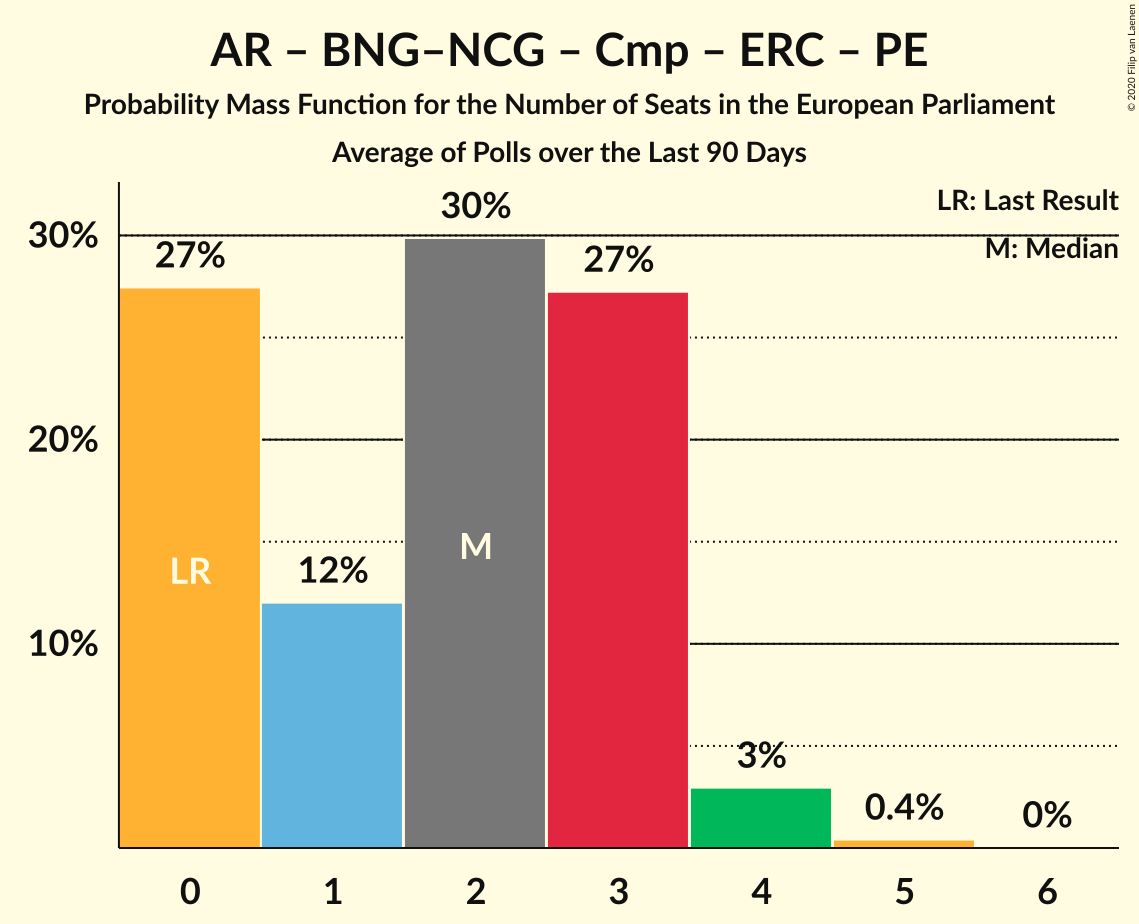 AR – BNG–NCG – Cmp – ERC – PE
Probability Mass Function for the Number of Seats in the European Parliament
Average of Polls over the Last 90 Days
© 2020 Filip van Laenen
LR: Last Result
M: Median
30%
20%
10%
27%
12%
30%
27%
3%
0.4%
0%
LR
M
0 1 2 3 4 5 6